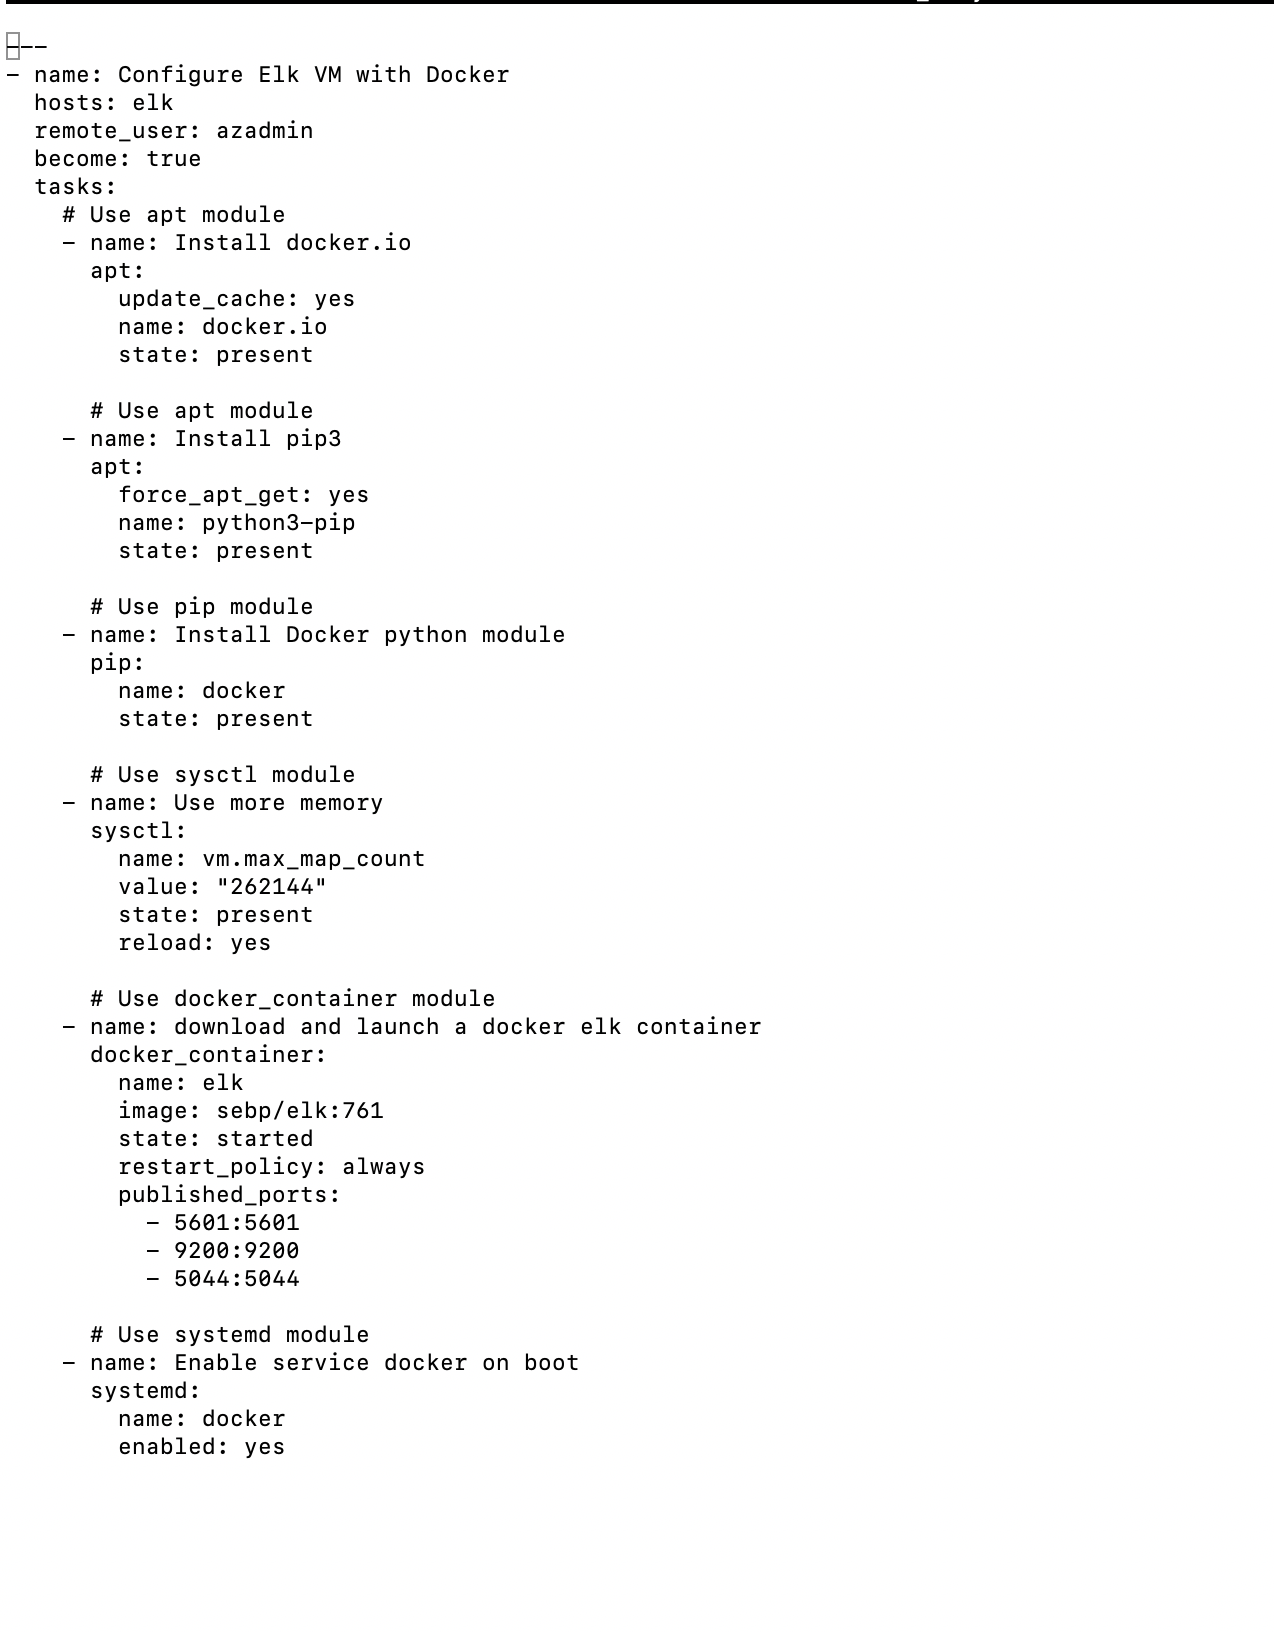 ---
- name: Configure Elk VM with Docker
  hosts: elk
  remote_user: azadmin
  become: true
  tasks:
    # Use apt module
    - name: Install docker.io
      apt:
        update_cache: yes
        name: docker.io
        state: present

      # Use apt module
    - name: Install pip3
      apt:
        force_apt_get: yes
        name: python3-pip
        state: present

      # Use pip module
    - name: Install Docker python module
      pip:
        name: docker
        state: present

      # Use sysctl module
    - name: Use more memory
      sysctl:
        name: vm.max_map_count
        value: "262144"
        state: present
        reload: yes

      # Use docker_container module
    - name: download and launch a docker elk container
      docker_container:
        name: elk
        image: sebp/elk:761
        state: started
        restart_policy: always
        published_ports:
          - 5601:5601
          - 9200:9200
          - 5044:5044

      # Use systemd module
    - name: Enable service docker on boot
      systemd:
        name: docker
        enabled: yes